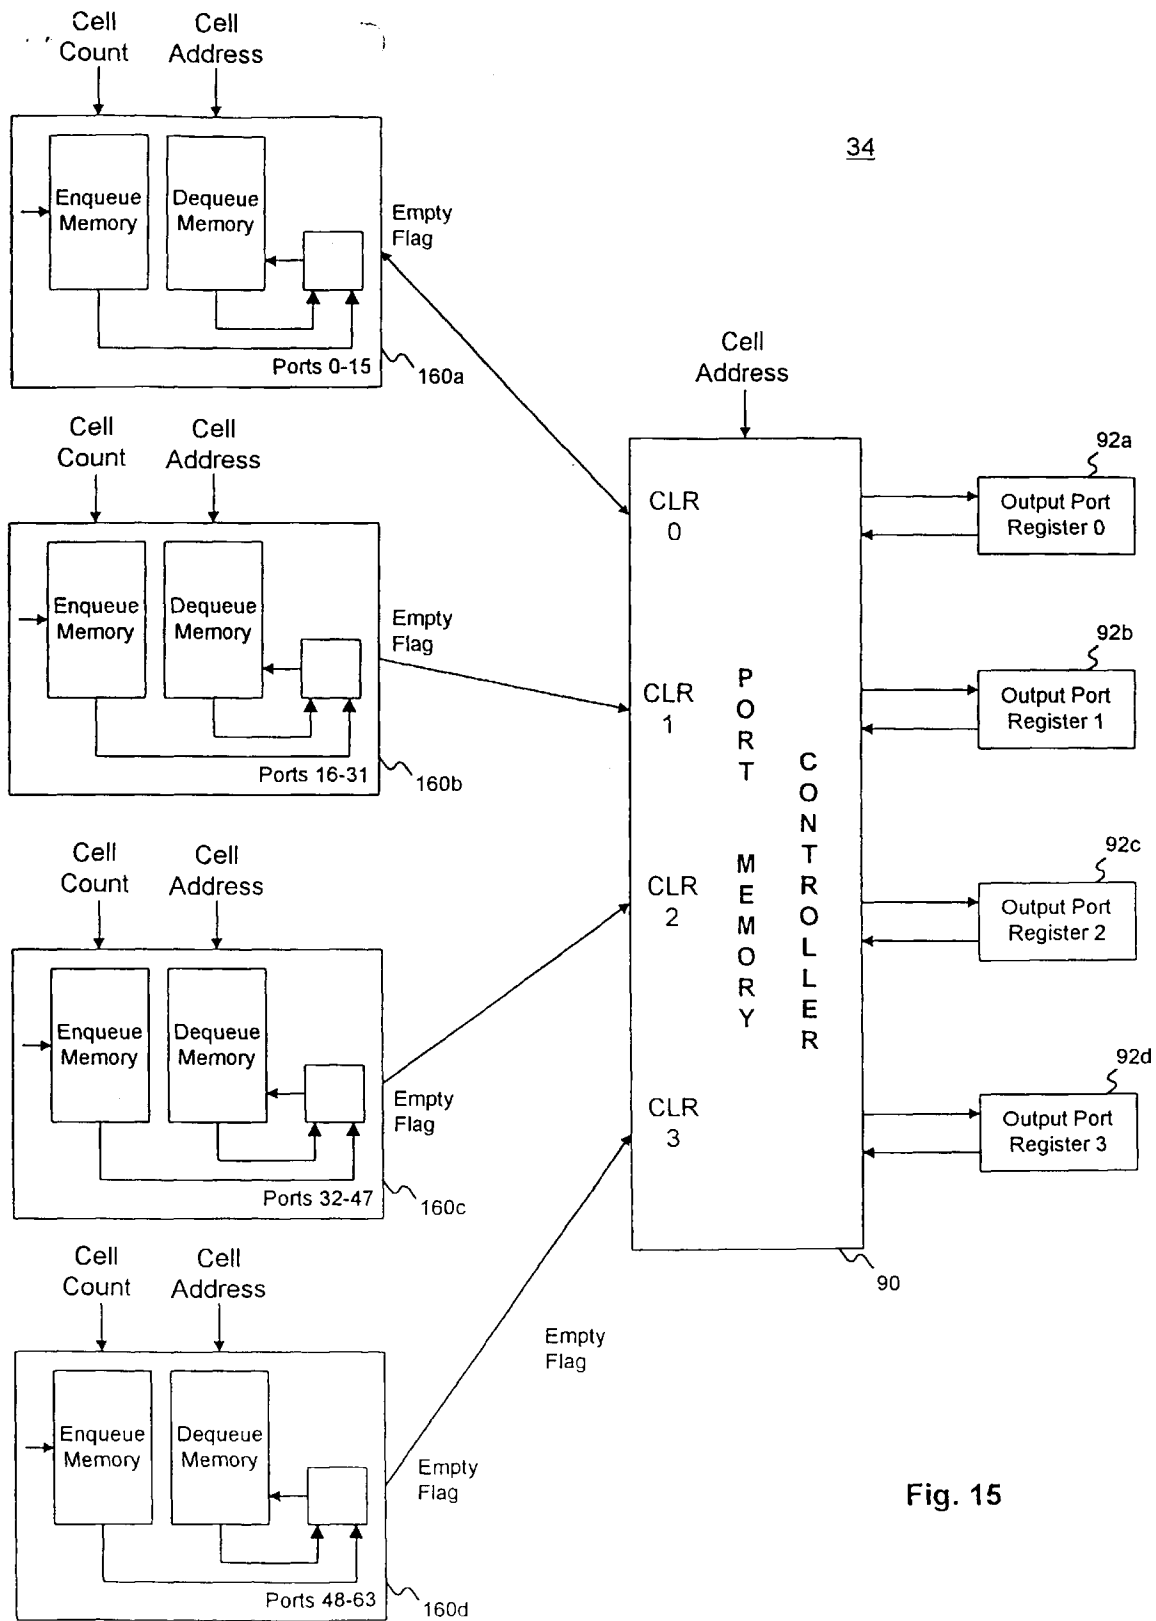 Cell
Count
Cell
Address
34
Enqueue
Memory
Dequeue
Memory
Empty
Flag
Ports 0-15
160a
Cell
Address
Cell
Count
Cell
Address
92a
CLR
0
Output Port
Register 0
Enqueue
Memory
Dequeue
Memory
Empty
Flag
Ports 16-31
160b
92b
CLR
1
Output Port
Register 1
PORT MEMORY
CONTROLLER
Cell
Count
Cell
Address
92c
CLR
2
Output Port
Register 2
Enqueue
Memory
Dequeue
Memory
Empty
Flag
Ports 32-47
160c
92d
CLR
3
Output Port
Register 3
90
Cell
Count
Cell
Address
Empty
Flag
Enqueue
Memory
Dequeue
Memory
Empty
Flag
Ports 48-63
160d
Fig. 15